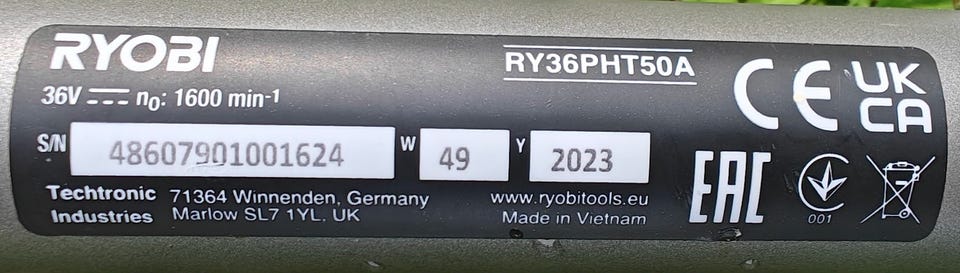 RYOBI
RY36PHT50A
36V n₀: 1600 min-1
S/N 48607901001624 W 49 Y 2023
Techtronic Industries
71364 Winnenden, Germany
Marlow SL7 1YL, UK
www.ryobitools.eu
Made in Vietnam
CE
UK
CA
EAC
001